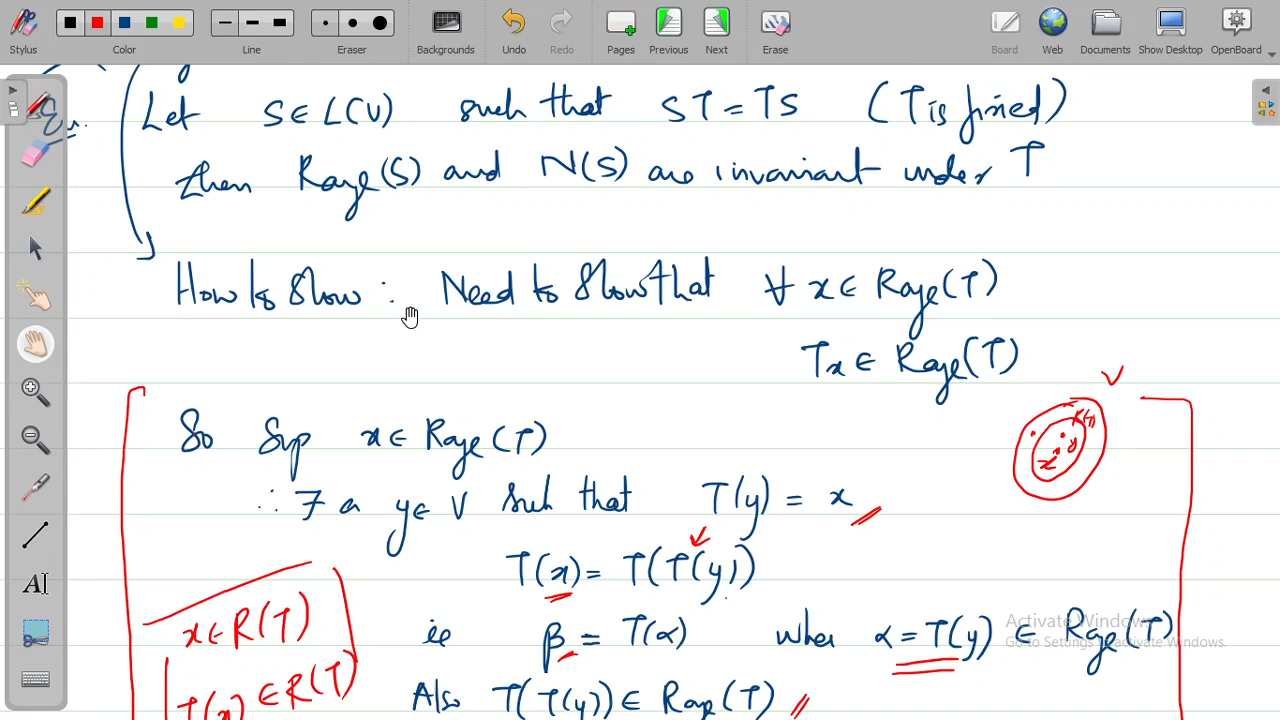 Stylus Color Line Eraser Backgrounds Undo Redo Pages Previous Next Erase Board Web Documents Show Desktop OpenBoard
Ex.
Let S ∈ L(V) such that ST = TS (T is fixed)
then Range(S) and N(S) are invariant under T
How to Show : Need to Show that ∀ x ∈ Range(T)
Tx ∈ Range(T)
V
R(T)
y
x
So Sup x ∈ Range(T)
∴ ∃ a y ∈ V such that T(y) = x
T(x) = T(T(y))
x ∈ R(T)
T(x) ∈ R(T)
ie β = T(α) wher α = T(y) ∈ Range(T)
Also T(T(y)) ∈ Range(T)
Activate Windows
Go to Settings to activate Windows.